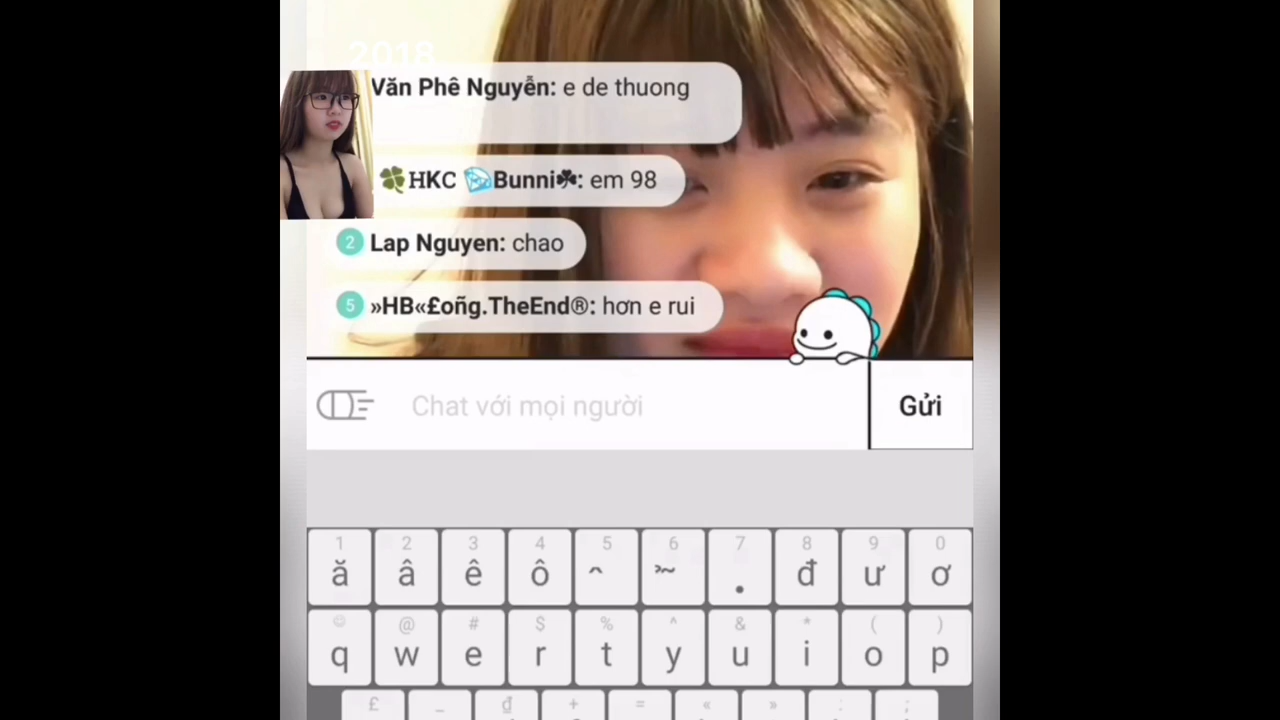 2018
Văn Phê Nguyễn: e de thuong
🍀HKC 💎Bunni☘: em 98
2 Lap Nguyen: chao
5 »HB«£oñg.TheEnd®: hơn e rui
Chat với mọi người
Gửi
1 2 3 4 5 6 7 8 9 0
ă â ê ô ^ ̉~ . đ ư ơ
☺ @ # $ % ^ & * ( )
q w e r t y u i o p
£ _ ₫ + = « » : ;